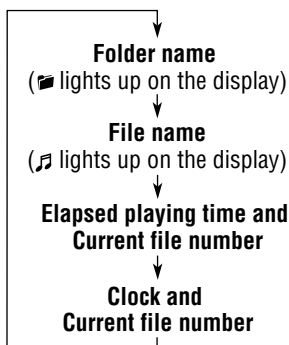 Folder name
( lights up on the display)
File name
( lights up on the display)
Elapsed playing time and
Current file number
Clock and
Current file number